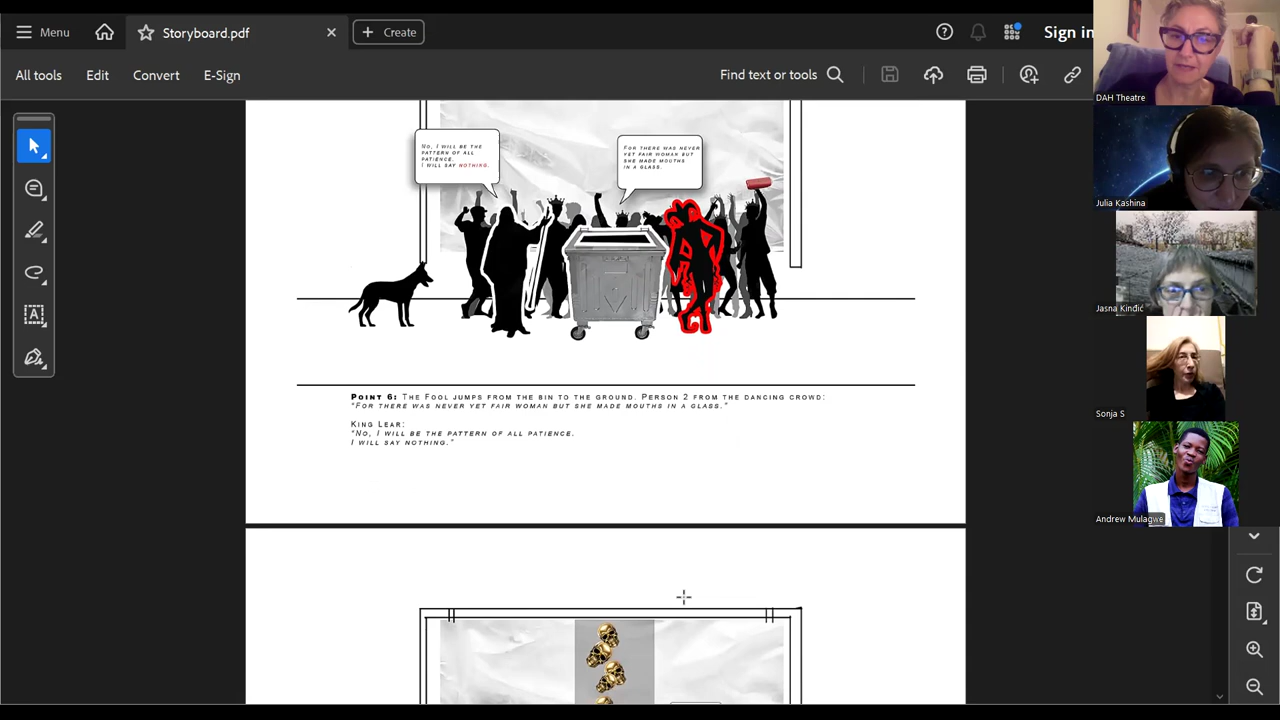 Menu
Storyboard.pdf
Create
Sign in
All tools
Edit
Convert
E-Sign
Find text or tools
DAH Theatre
Julia Kashina
Jasna Kinđić
Sonja S
Andrew Mulagwe
No, I will be the
pattern of all
patience.
I will say nothing.
For there was never
yet fair woman but
she made mouths
in a glass.
Point 6: The Fool jumps from the bin to the ground. Person 2 from the dancing crowd:
"For there was never yet fair woman but she made mouths in a glass."
King Lear:
"No, I will be the pattern of all patience.
I will say nothing."